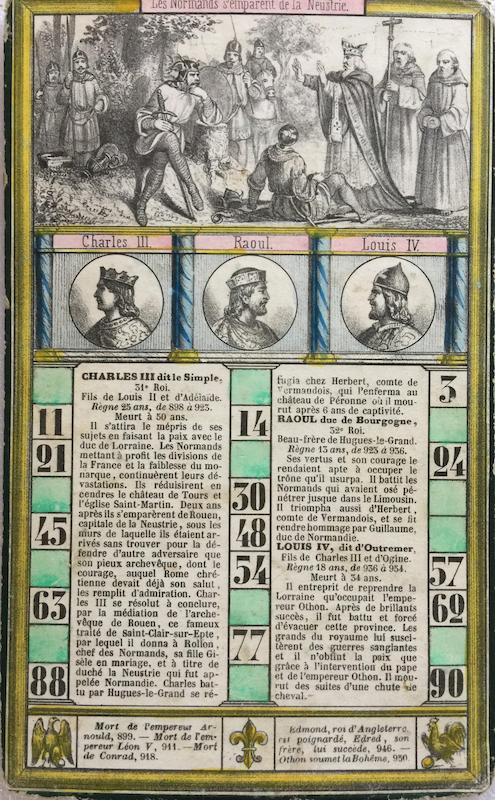 Les Normands s'emparent de la Neustrie.
Charles III.
Raoul.
Louis IV.
CHARLES III dit le Simple,
31e Roi.
Fils de Louis II et d'Adélaïde.
Règne 25 ans, de 898 à 923.
Meurt à 50 ans.
Il s'attira le mépris de ses
sujets en faisant la paix avec le
duc de Lorraine. Les Normands
mettant à profit les divisions de
la France et la faiblesse du mo-
narque, continuèrent leurs dé-
vastations. Ils réduisirent en
cendres le château de Tours et
l'église Saint-Martin. Deux ans
après ils s'emparèrent de Rouen,
capitale de la Neustrie, sous les
murs de laquelle ils étaient ar-
rivés sans trouver pour la dé-
fendre d'autre adversaire que
son pieux archevêque, dont le
courage, auquel Rome chré-
tienne devait déjà son salut,
les remplit d'admiration. Char-
les III se résolut à conclure,
par la médiation de l'arche-
vêque de Rouen, ce fameux
traité de Saint-Clair-sur-Epte,
par lequel il donna à Rollon,
chef des Normands, sa fille Gi-
sèle en mariage, et à titre de
duché la Neustrie qui fut ap-
pelée Normandie. Charles bat-
tu par Hugues-le-Grand se ré-
fugia chez Herbert, comte de
Vermandois, qui l'enferma au
château de Péronne où il mou-
rut après 6 ans de captivité.
RAOUL duc de Bourgogne,
32e Roi.
Beau-frère de Hugues-le-Grand.
Règne 13 ans, de 923 à 936.
Ses vertus et son courage le
rendaient apte à occuper le
trône qu'il usurpa. Il battit les
Normands qui avaient osé pé-
nétrer jusque dans le Limousin.
Il triompha aussi d'Herbert,
comte de Vermandois, et se fit
rendre hommage par Guillaume,
duc de Normandie.
LOUIS IV, dit d'Outremer,
Fils de Charles III et d'Ogine.
Règne 18 ans, de 936 à 954.
Meurt à 34 ans.
Il entreprit de reprendre la
Lorraine qu'occupait l'empe-
reur Othon. Après de brillants
succès, il fut battu et forcé
d'évacuer cette province. Les
grands du royaume lui susci-
tèrent des guerres sanglantes
et il n'obtint la paix que
grâce à l'intervention du pape
et de l'empereur Othon. Il mou-
rut des suites d'une chute de
cheval.
11
21
45
63
88
14
30
48
54
77
3
24
57
62
90
Mort de l'empereur Ar-
nould, 899. — Mort de l'em-
pereur Léon V, 911. — Mort
de Conrad, 918.
Edmond, roi d'Angleterre,
est poignardé, Edred, son
frère, lui succède, 946. —
Othon soumet la Bohême, 950.